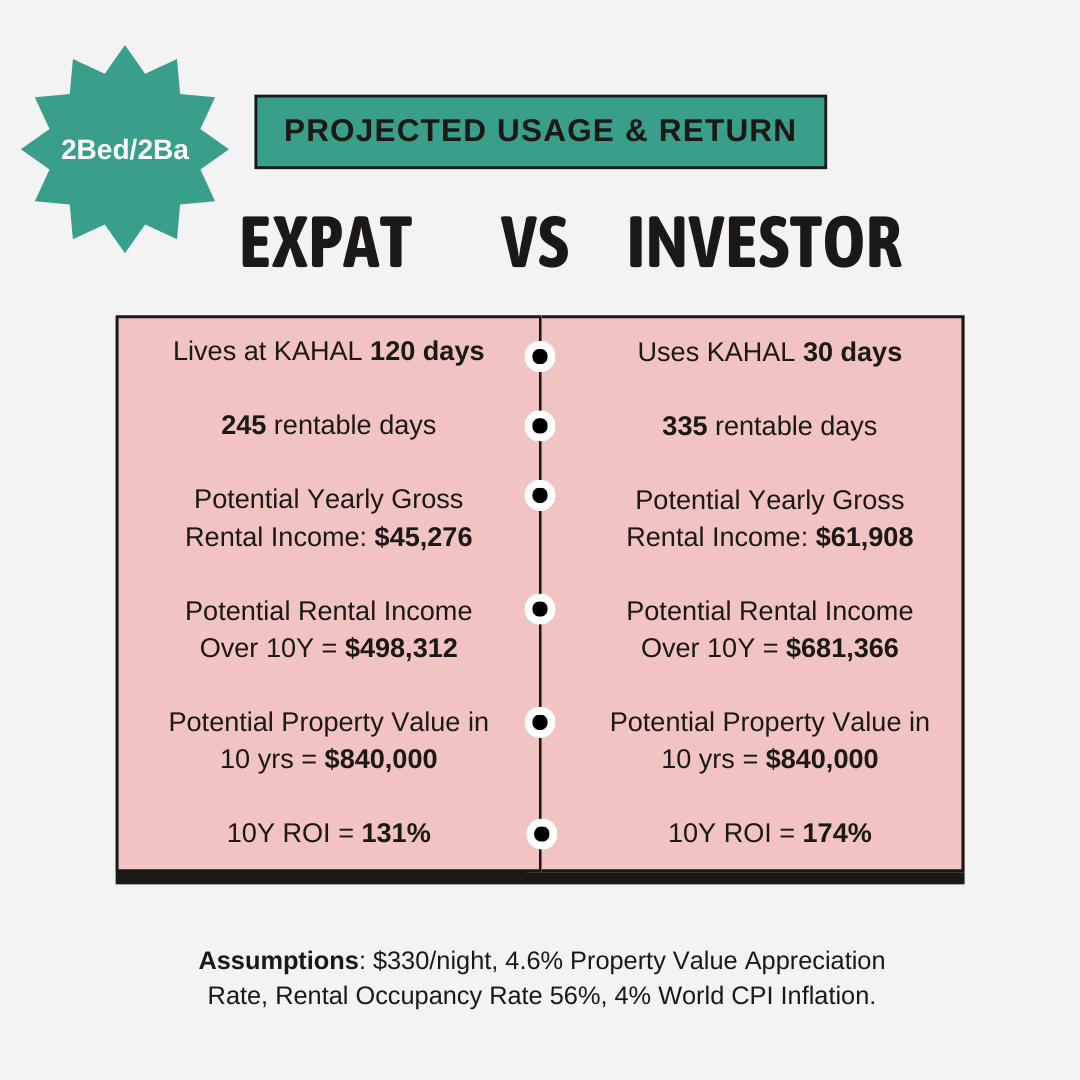 2Bed/2Ba
PROJECTED USAGE & RETURN
EXPAT VS INVESTOR
Lives at KAHAL 120 days
245 rentable days
Potential Yearly Gross
Rental Income: $45,276
Potential Rental Income
Over 10Y = $498,312
Potential Property Value in
10 yrs = $840,000
10Y ROI = 131%
Uses KAHAL 30 days
335 rentable days
Potential Yearly Gross
Rental Income: $61,908
Potential Rental Income
Over 10Y = $681,366
Potential Property Value in
10 yrs = $840,000
10Y ROI = 174%
Assumptions: $330/night, 4.6% Property Value Appreciation
Rate, Rental Occupancy Rate 56%, 4% World CPI Inflation.